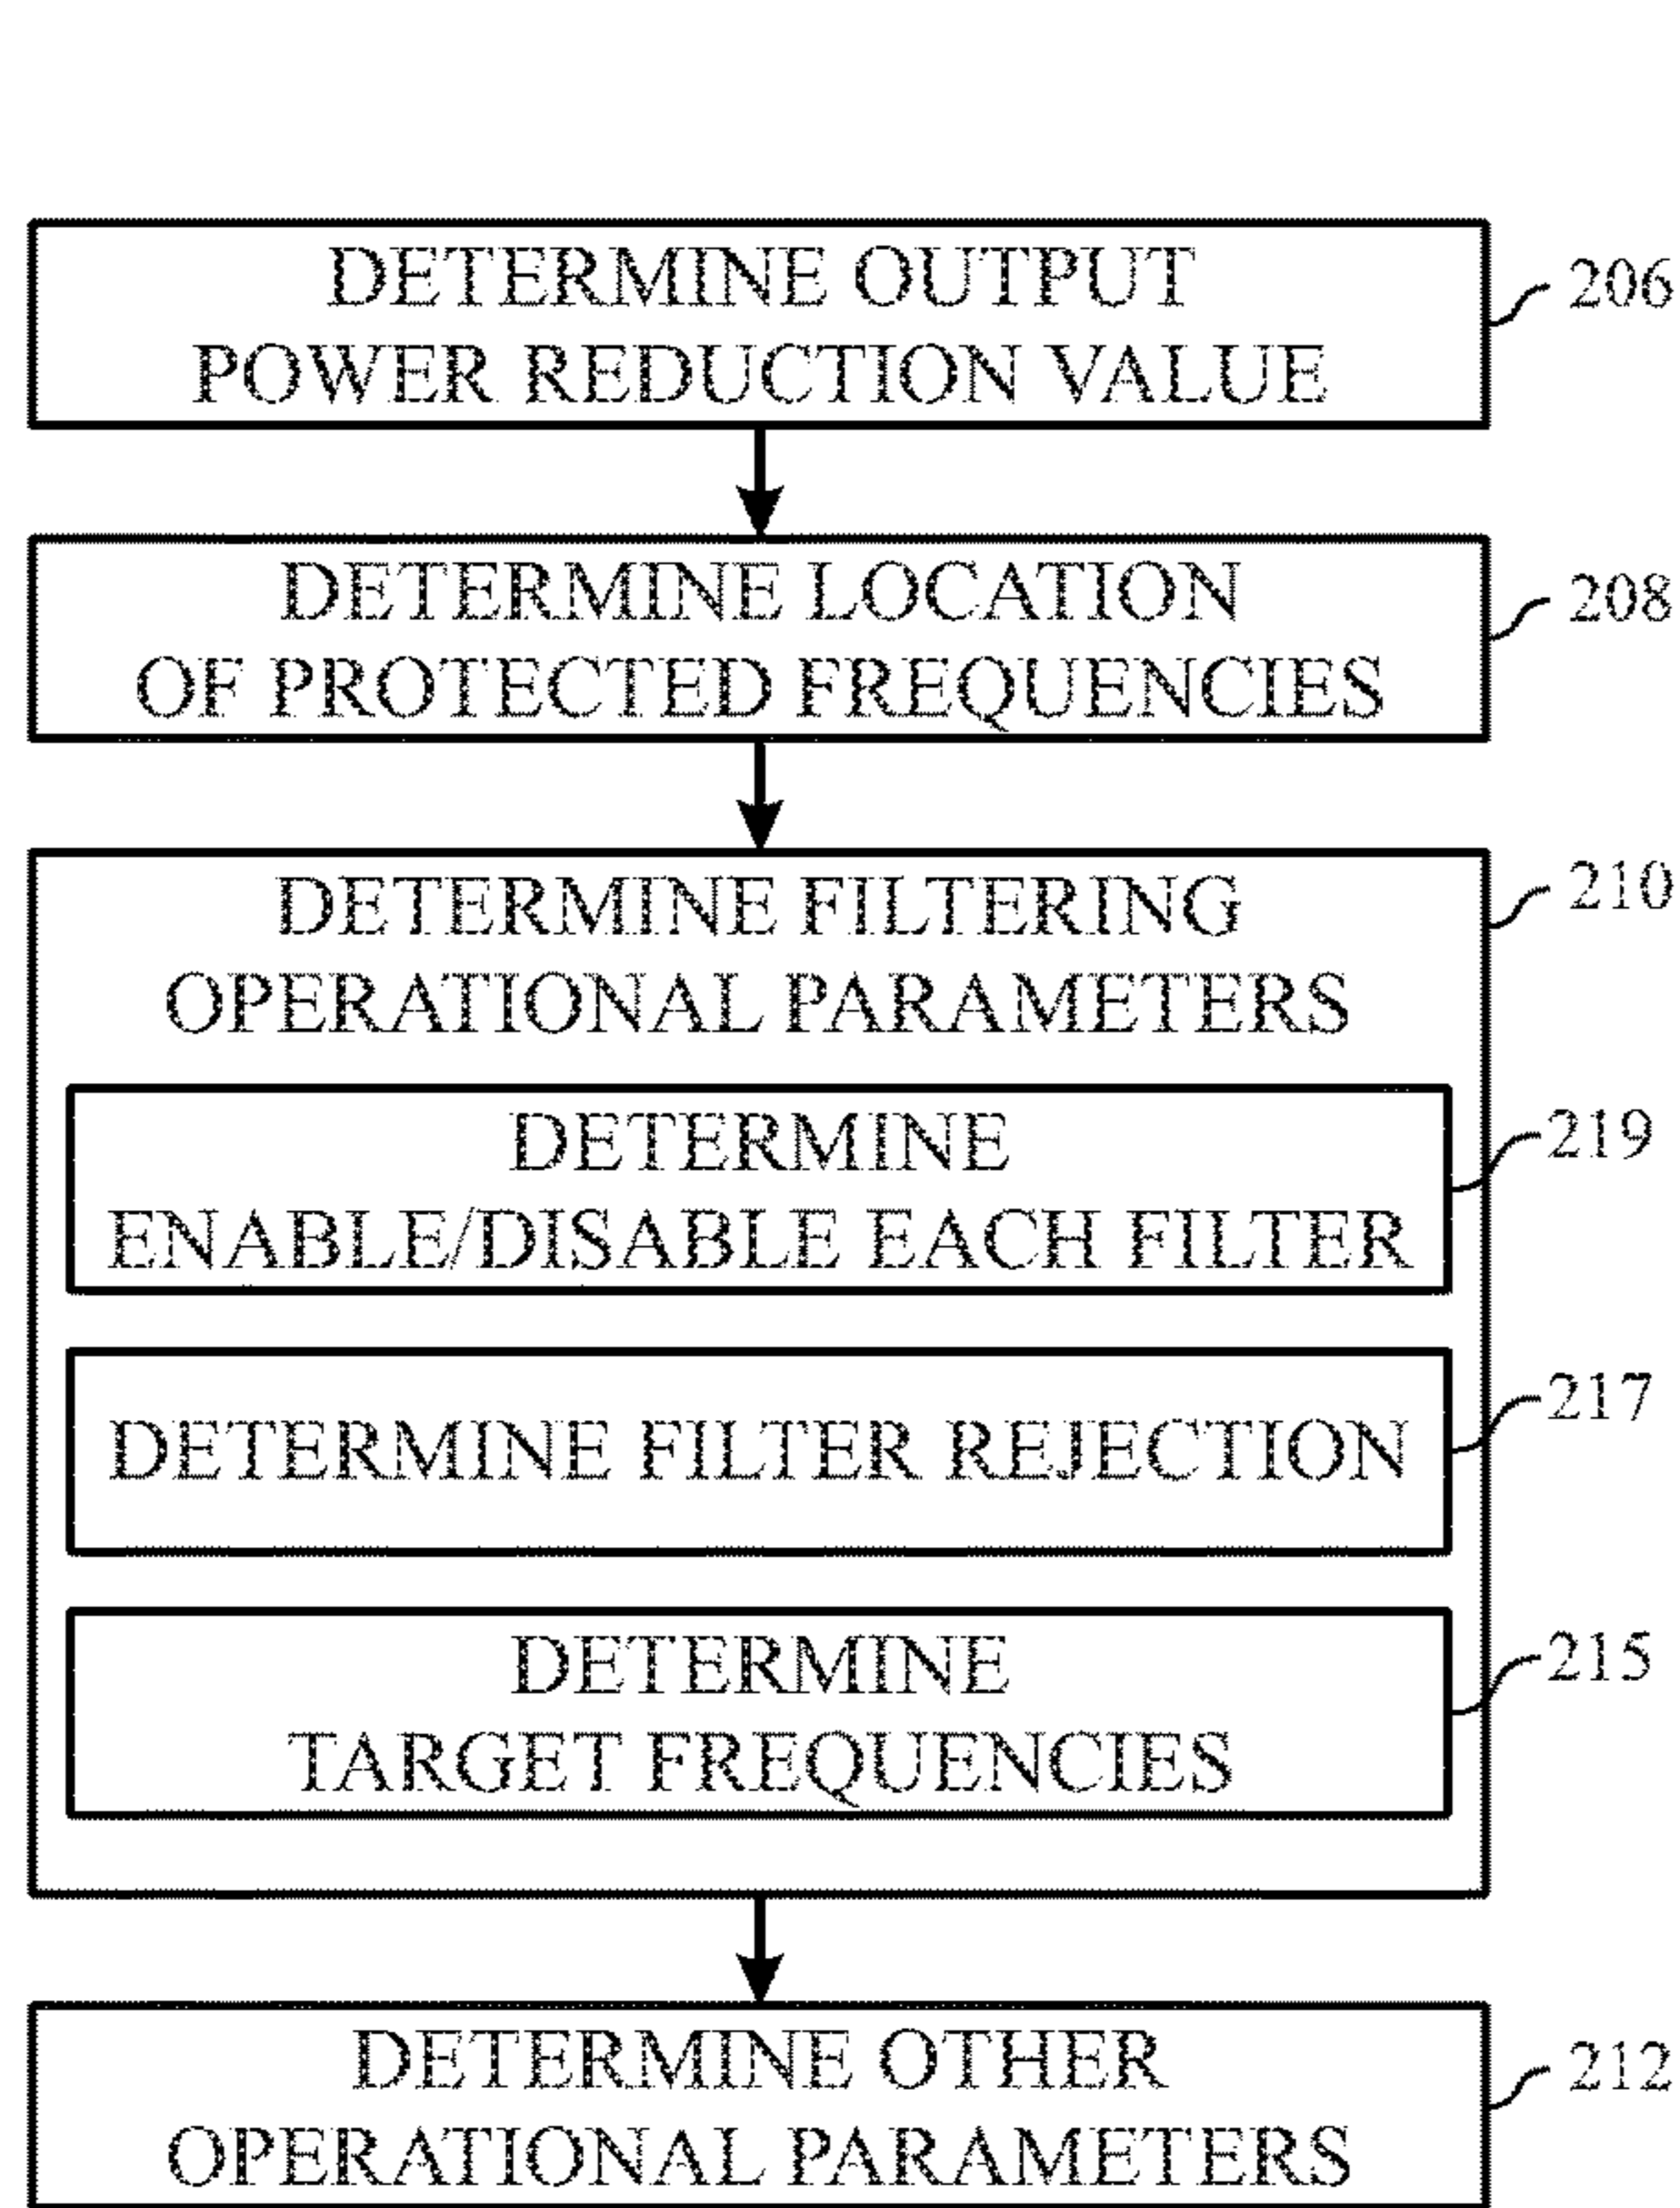 DETERMINE OUTPUT
POWER REDUCTION VALUE
206
DETERMINE LOCATION
OF PROTECTED FREQUENCIES
208
DETERMINE FILTERING
OPERATIONAL PARAMETERS
210
DETERMINE
ENABLE/DISABLE EACH FILTER
219
DETERMINE FILTER REJECTION
217
DETERMINE
TARGET FREQUENCIES
215
DETERMINE OTHER
OPERATIONAL PARAMETERS
212